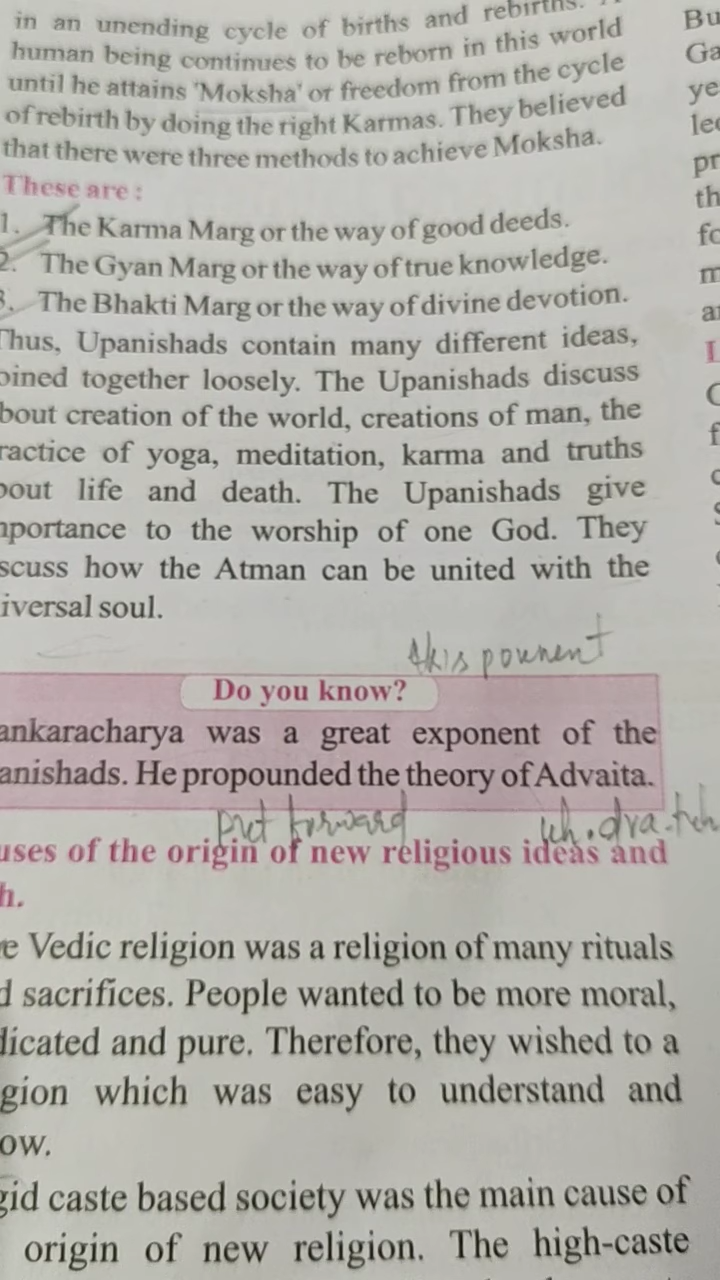 in an unending cycle of births and rebirths.
human being continues to be reborn in this world
until he attains 'Moksha' or freedom from the cycle
of rebirth by doing the right Karmas. They believed
that there were three methods to achieve Moksha.
These are :
1. The Karma Marg or the way of good deeds.
2. The Gyan Marg or the way of true knowledge.
3. The Bhakti Marg or the way of divine devotion.
Thus, Upanishads contain many different ideas,
oined together loosely. The Upanishads discuss
bout creation of the world, creations of man, the
ractice of yoga, meditation, karma and truths
bout life and death. The Upanishads give
mportance to the worship of one God. They
scuss how the Atman can be united with the
iversal soul.
Do you know?
ankaracharya was a great exponent of the
anishads. He propounded the theory of Advaita.
put forward
uses of the origin of new religious ideas and
h.
e Vedic religion was a religion of many rituals
d sacrifices. People wanted to be more moral,
licated and pure. Therefore, they wished to a
gion which was easy to understand and
ow.
gid caste based society was the main cause of
origin of new religion. The high-caste
Bu
Ga
ye
led
pr
th
fo
m